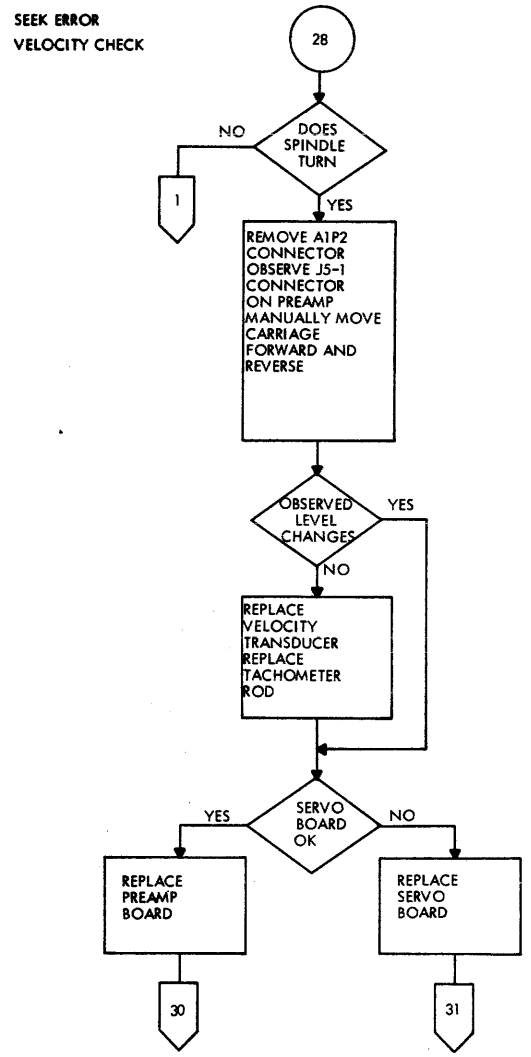 SEEK ERROR
VELOCITY CHECK
28
DOES
SPINDLE
TURN
NO
YES
1
REMOVE A1P2
CONNECTOR
OBSERVE J5-1
CONNECTOR
ON PREAMP
MANUALLY MOVE
CARRIAGE
FORWARD AND
REVERSE
OBSERVED
LEVEL
CHANGES
YES
NO
REPLACE
VELOCITY
TRANSDUCER
REPLACE
TACHOMETER
ROD
SERVO
BOARD
OK
YES
NO
REPLACE
PREAMP
BOARD
REPLACE
SERVO
BOARD
30
31